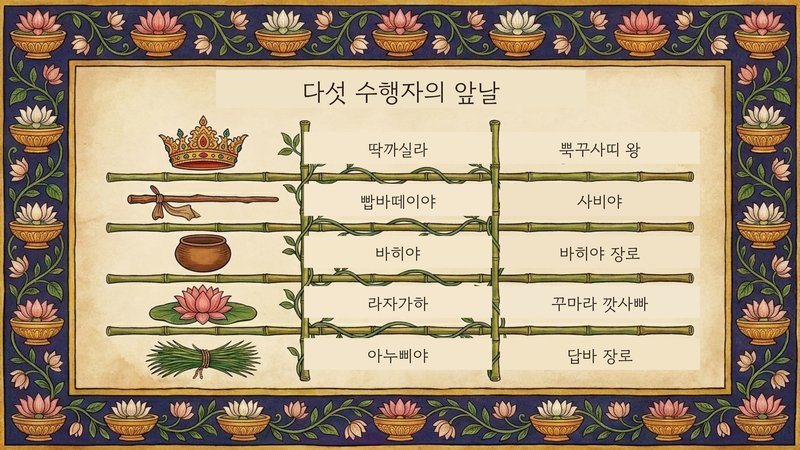 다섯 수행자의 앞날
딱까실라 뿍꾸사띠 왕
빱바떼이야 사비야
바히야 바히야 장로
라자가하 꾸마라 깟사빠
아누삐야 답바 장로